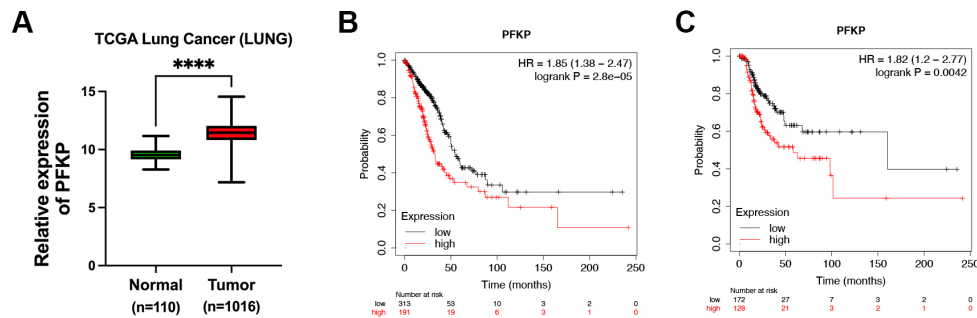 A
TCGA Lung Cancer (LUNG)
****
Relative expression
of PFKP
15
10
5
0
Normal
(n=110)
Tumor
(n=1016)
B
PFKP
HR = 1.85 (1.38 − 2.47)
logrank P = 2.8e−05
Probability
1.0
0.8
0.6
0.4
0.2
0.0
Expression
low
high
0 50 100 150 200 250
Time (months)
Number at risk
low 313 53 10 3 2 0
high 191 19 6 3 1 0
C
PFKP
HR = 1.82 (1.2 − 2.77)
logrank P = 0.0042
Probability
1.0
0.8
0.6
0.4
0.2
0.0
Expression
low
high
0 50 100 150 200 250
Time (months)
Number at risk
low 172 27 7 3 2 0
high 128 21 3 2 1 0